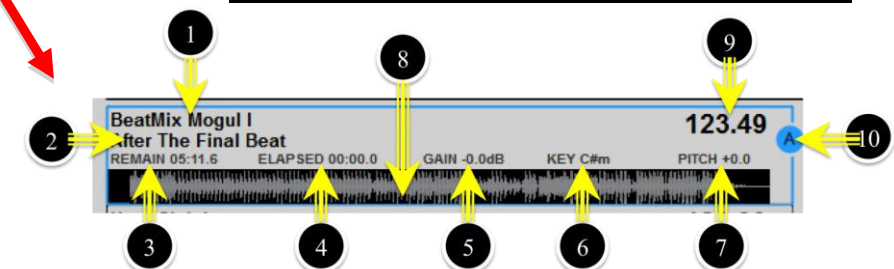 1
8
9
BeatMix Mogul I
123.49
2
After The Final Beat
A
10
REMAIN 05:11.6 ELAPSED 00:00.0 GAIN -0.0dB KEY C#m PITCH +0.0
3
4
5
6
7